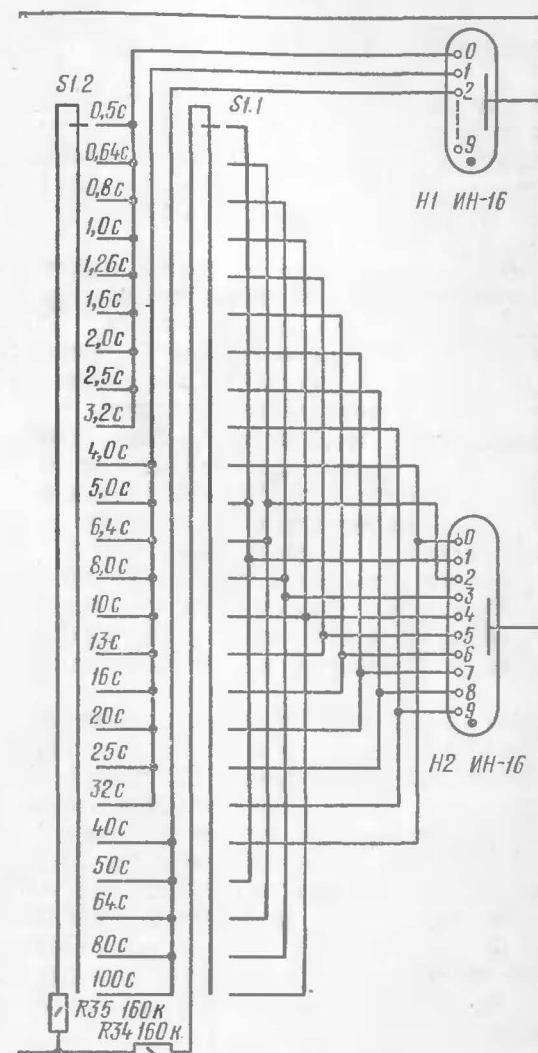 0
1
2
9
Н1 ИН-16
S1.2
S1.1
0,5с
0,64с
0,8с
1,0с
1,26с
1,6с
2,0с
2,5с
3,2с
4,0с
5,0с
6,4с
8,0с
10с
13с
16с
20с
25с
32с
40с
50с
64с
80с
100с
0
1
2
3
4
5
6
7
8
9
Н2 ИН-16
R35 160к
R34 160к